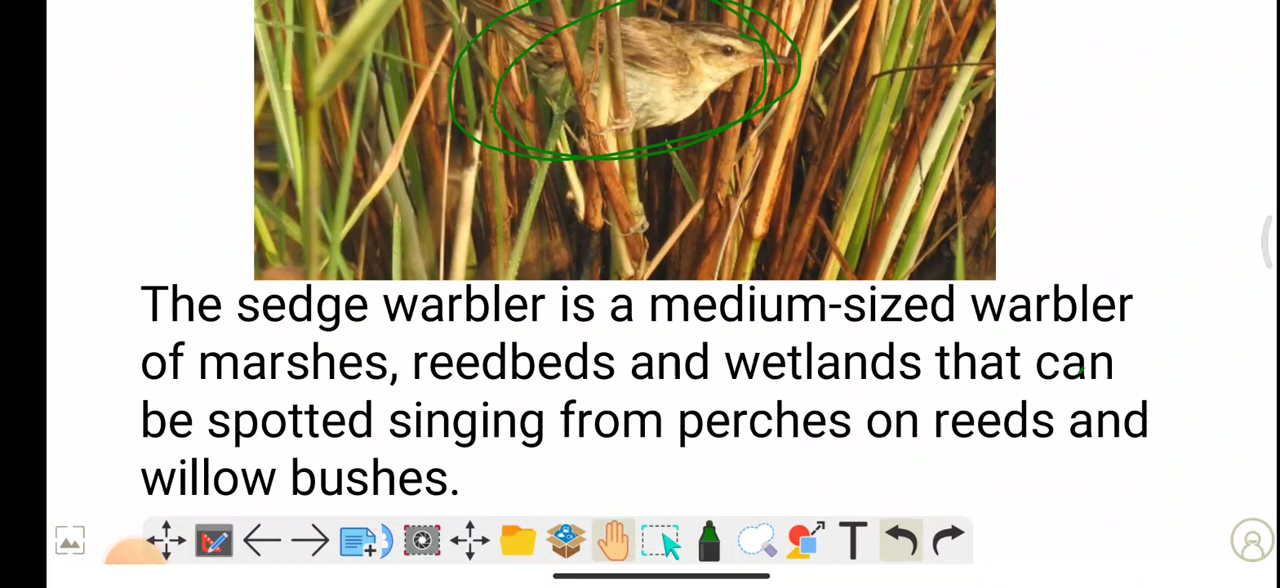 The sedge warbler is a medium-sized warbler
of marshes, reedbeds and wetlands that can
be spotted singing from perches on reeds and
willow bushes.